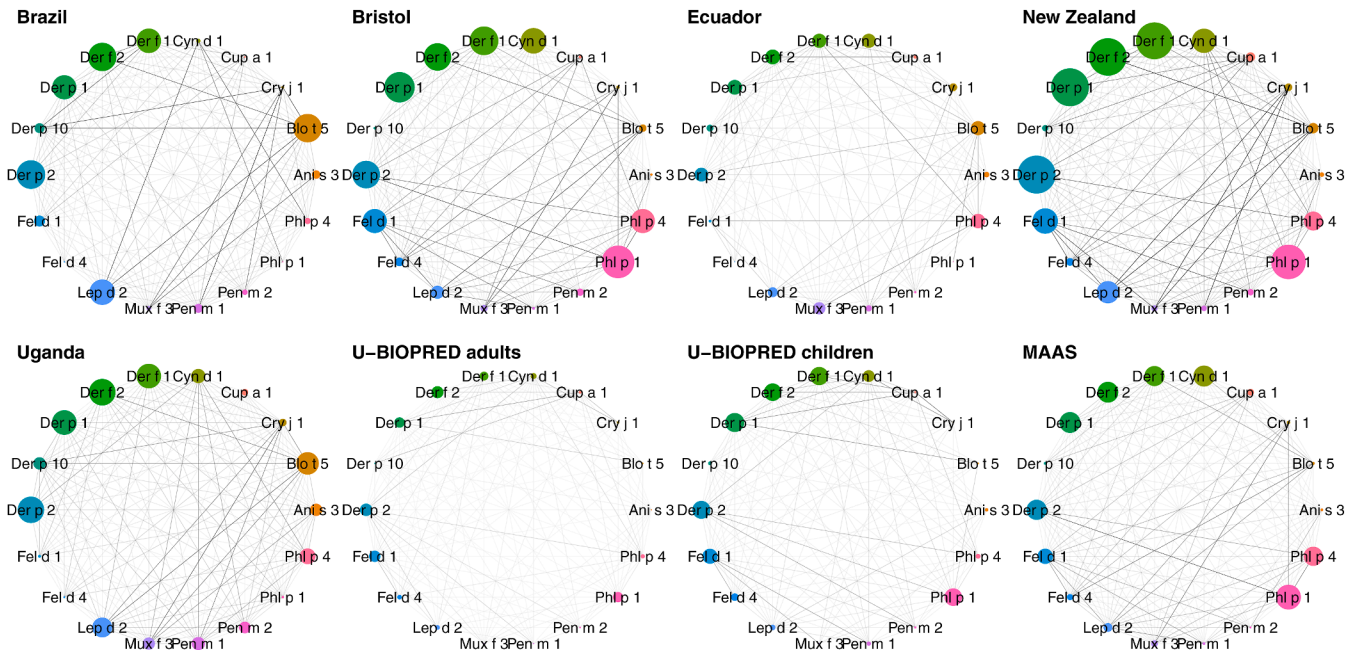 Brazil
Der f 1
Cyn d 1
Der f 2
Cup a 1
Der p 1
Cry j 1
Der p 10
Blo t 5
Der p 2
Ani s 3
Fel d 1
Phl p 4
Fel d 4
Phl p 1
Lep d 2
Pen m 2
Mux f 3
Pen m 1
Bristol
Der f 1
Cyn d 1
Der f 2
Cup a 1
Der p 1
Cry j 1
Der p 10
Blo t 5
Der p 2
Ani s 3
Fel d 1
Phl p 4
Fel d 4
Phl p 1
Lep d 2
Pen m 2
Mux f 3
Pen m 1
Ecuador
Der f 1
Cyn d 1
Der f 2
Cup a 1
Der p 1
Cry j 1
Der p 10
Blo t 5
Der p 2
Ani s 3
Fel d 1
Phl p 4
Fel d 4
Phl p 1
Lep d 2
Pen m 2
Mux f 3
Pen m 1
New Zealand
Der f 1
Cyn d 1
Der f 2
Cup a 1
Der p 1
Cry j 1
Der p 10
Blo t 5
Der p 2
Ani s 3
Fel d 1
Phl p 4
Fel d 4
Phl p 1
Lep d 2
Pen m 2
Mux f 3
Pen m 1
Uganda
Der f 1
Cyn d 1
Der f 2
Cup a 1
Der p 1
Cry j 1
Der p 10
Blo t 5
Der p 2
Ani s 3
Fel d 1
Phl p 4
Fel d 4
Phl p 1
Lep d 2
Pen m 2
Mux f 3
Pen m 1
U−BIOPRED adults
Der f 1
Cyn d 1
Der f 2
Cup a 1
Der p 1
Cry j 1
Der p 10
Blo t 5
Der p 2
Ani s 3
Fel d 1
Phl p 4
Fel d 4
Phl p 1
Lep d 2
Pen m 2
Mux f 3
Pen m 1
U−BIOPRED children
Der f 1
Cyn d 1
Der f 2
Cup a 1
Der p 1
Cry j 1
Der p 10
Blo t 5
Der p 2
Ani s 3
Fel d 1
Phl p 4
Fel d 4
Phl p 1
Lep d 2
Pen m 2
Mux f 3
Pen m 1
MAAS
Der f 1
Cyn d 1
Der f 2
Cup a 1
Der p 1
Cry j 1
Der p 10
Blo t 5
Der p 2
Ani s 3
Fel d 1
Phl p 4
Fel d 4
Phl p 1
Lep d 2
Pen m 2
Mux f 3
Pen m 1